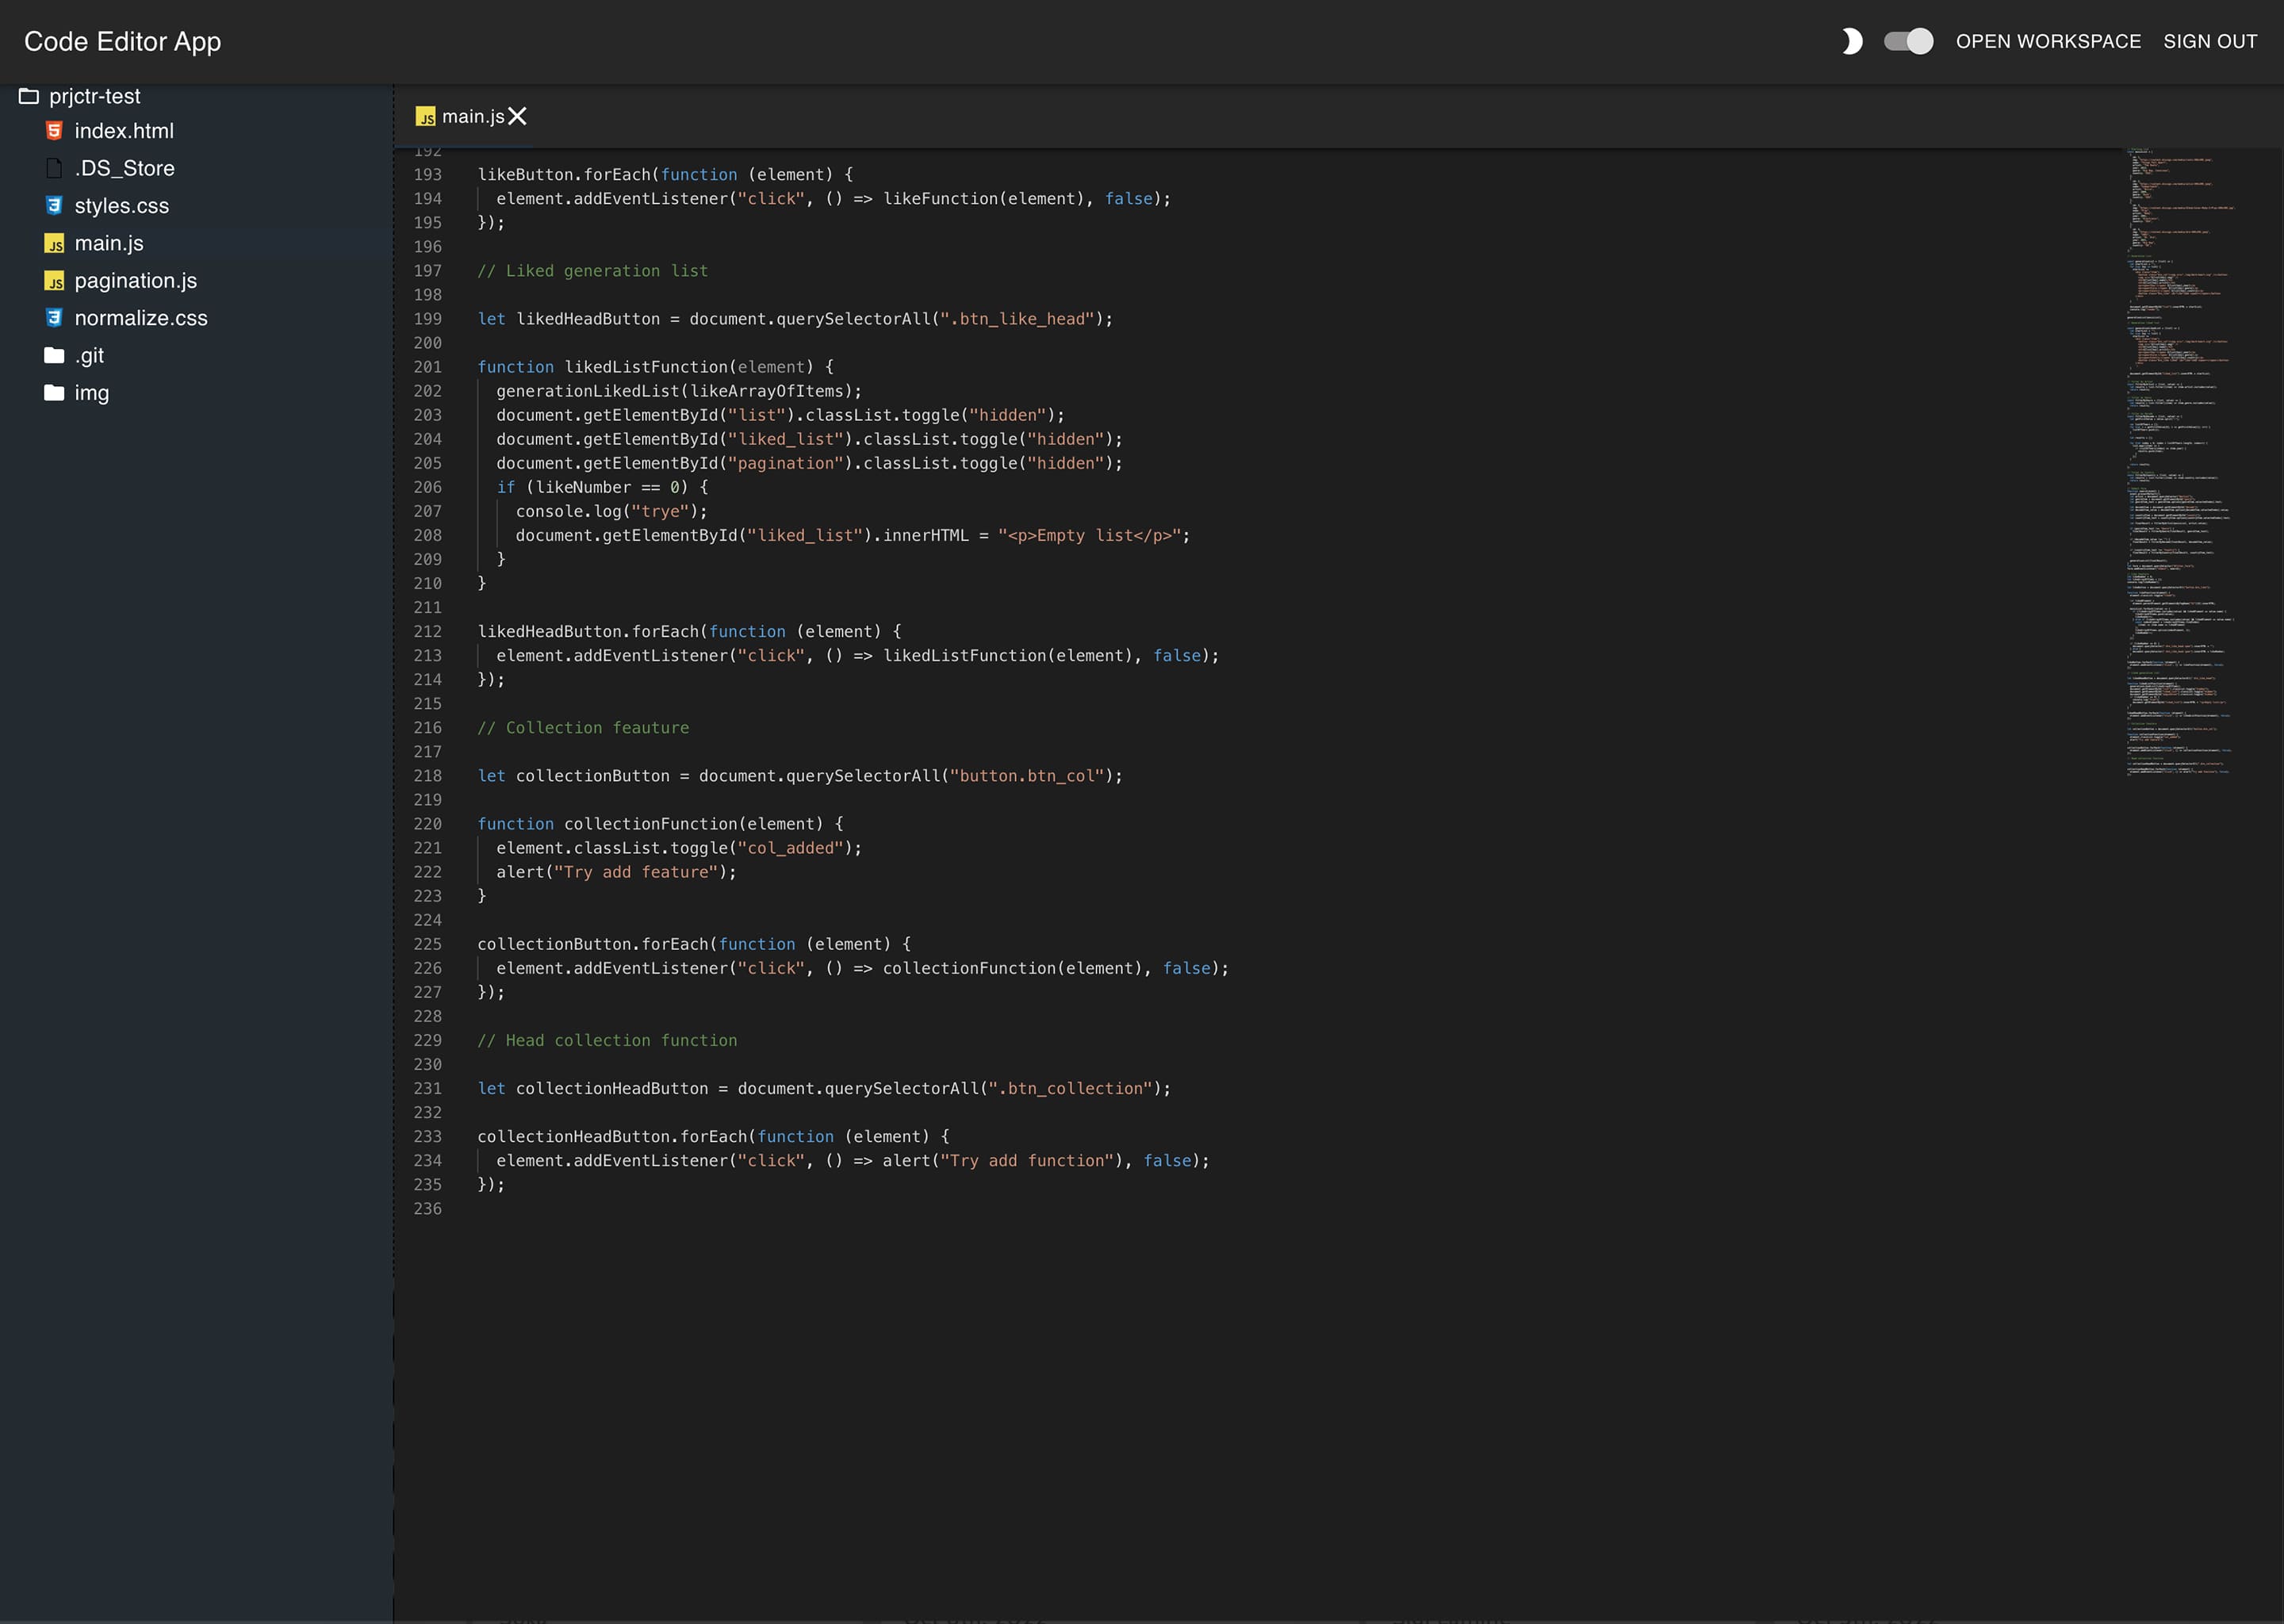 Code Editor App
OPEN WORKSPACE SIGN OUT
prjctr-test
index.html
.DS_Store
styles.css
main.js
pagination.js
normalize.css
.git
img
main.js
192
193 likeButton.forEach(function (element) {
194 element.addEventListener("click", () => likeFunction(element), false);
195 });
196
197 // Liked generation list
198
199 let likedHeadButton = document.querySelectorAll(".btn_like_head");
200
201 function likedListFunction(element) {
202 generationLikedList(likeArrayOfItems);
203 document.getElementById("list").classList.toggle("hidden");
204 document.getElementById("liked_list").classList.toggle("hidden");
205 document.getElementById("pagination").classList.toggle("hidden");
206 if (likeNumber == 0) {
207 console.log("trye");
208 document.getElementById("liked_list").innerHTML = "<p>Empty list</p>";
209 }
210 }
211
212 likedHeadButton.forEach(function (element) {
213 element.addEventListener("click", () => likedListFunction(element), false);
214 });
215
216 // Collection feauture
217
218 let collectionButton = document.querySelectorAll("button.btn_col");
219
220 function collectionFunction(element) {
221 element.classList.toggle("col_added");
222 alert("Try add feature");
223 }
224
225 collectionButton.forEach(function (element) {
226 element.addEventListener("click", () => collectionFunction(element), false);
227 });
228
229 // Head collection function
230
231 let collectionHeadButton = document.querySelectorAll(".btn_collection");
232
233 collectionHeadButton.forEach(function (element) {
234 element.addEventListener("click", () => alert("Try add function"), false);
235 });
236